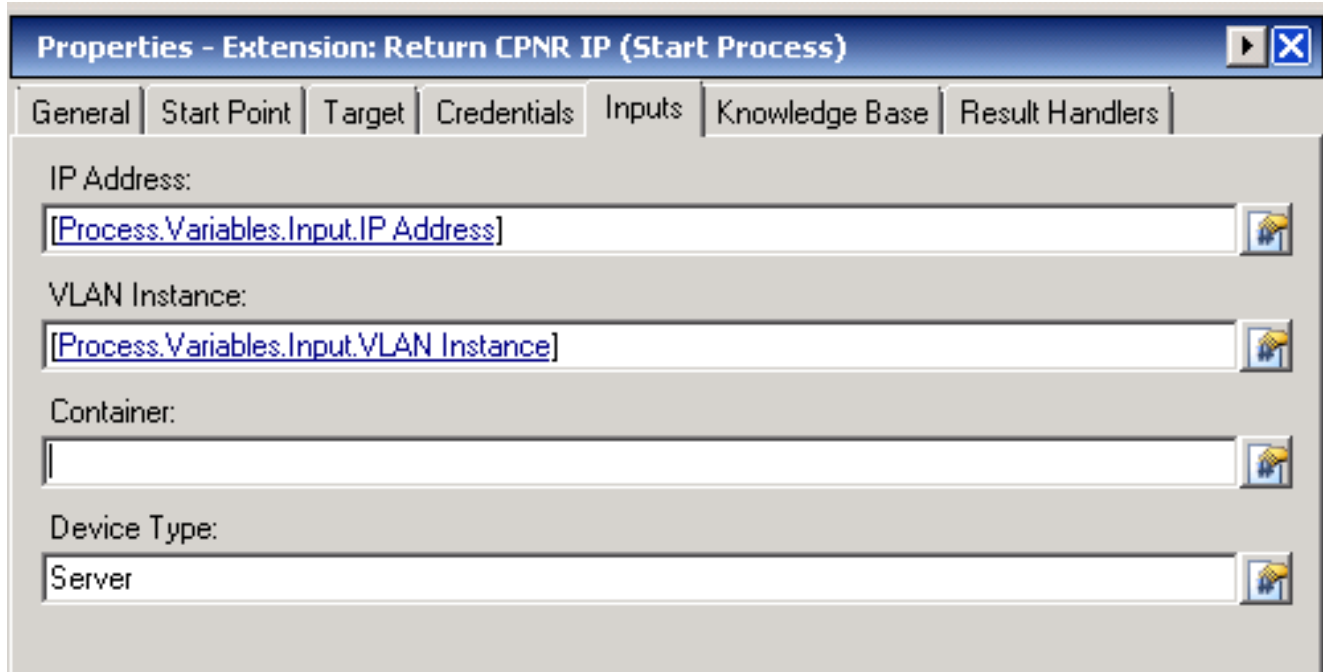 Properties - Extension: Return CPNR IP (Start Process)
General Start Point Target Credentials Inputs Knowledge Base Result Handlers
IP Address:
[Process.Variables.Input.IP Address]
VLAN Instance:
[Process.Variables.Input.VLAN Instance]
Container:
Device Type:
Server